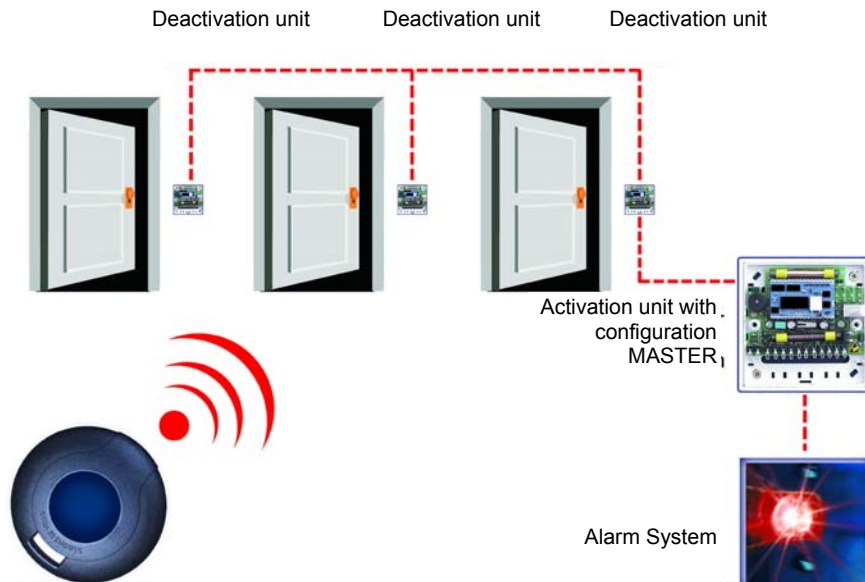 Deactivation unit Deactivation unit Deactivation unit
Activation unit with
configuration
MASTER
Alarm System